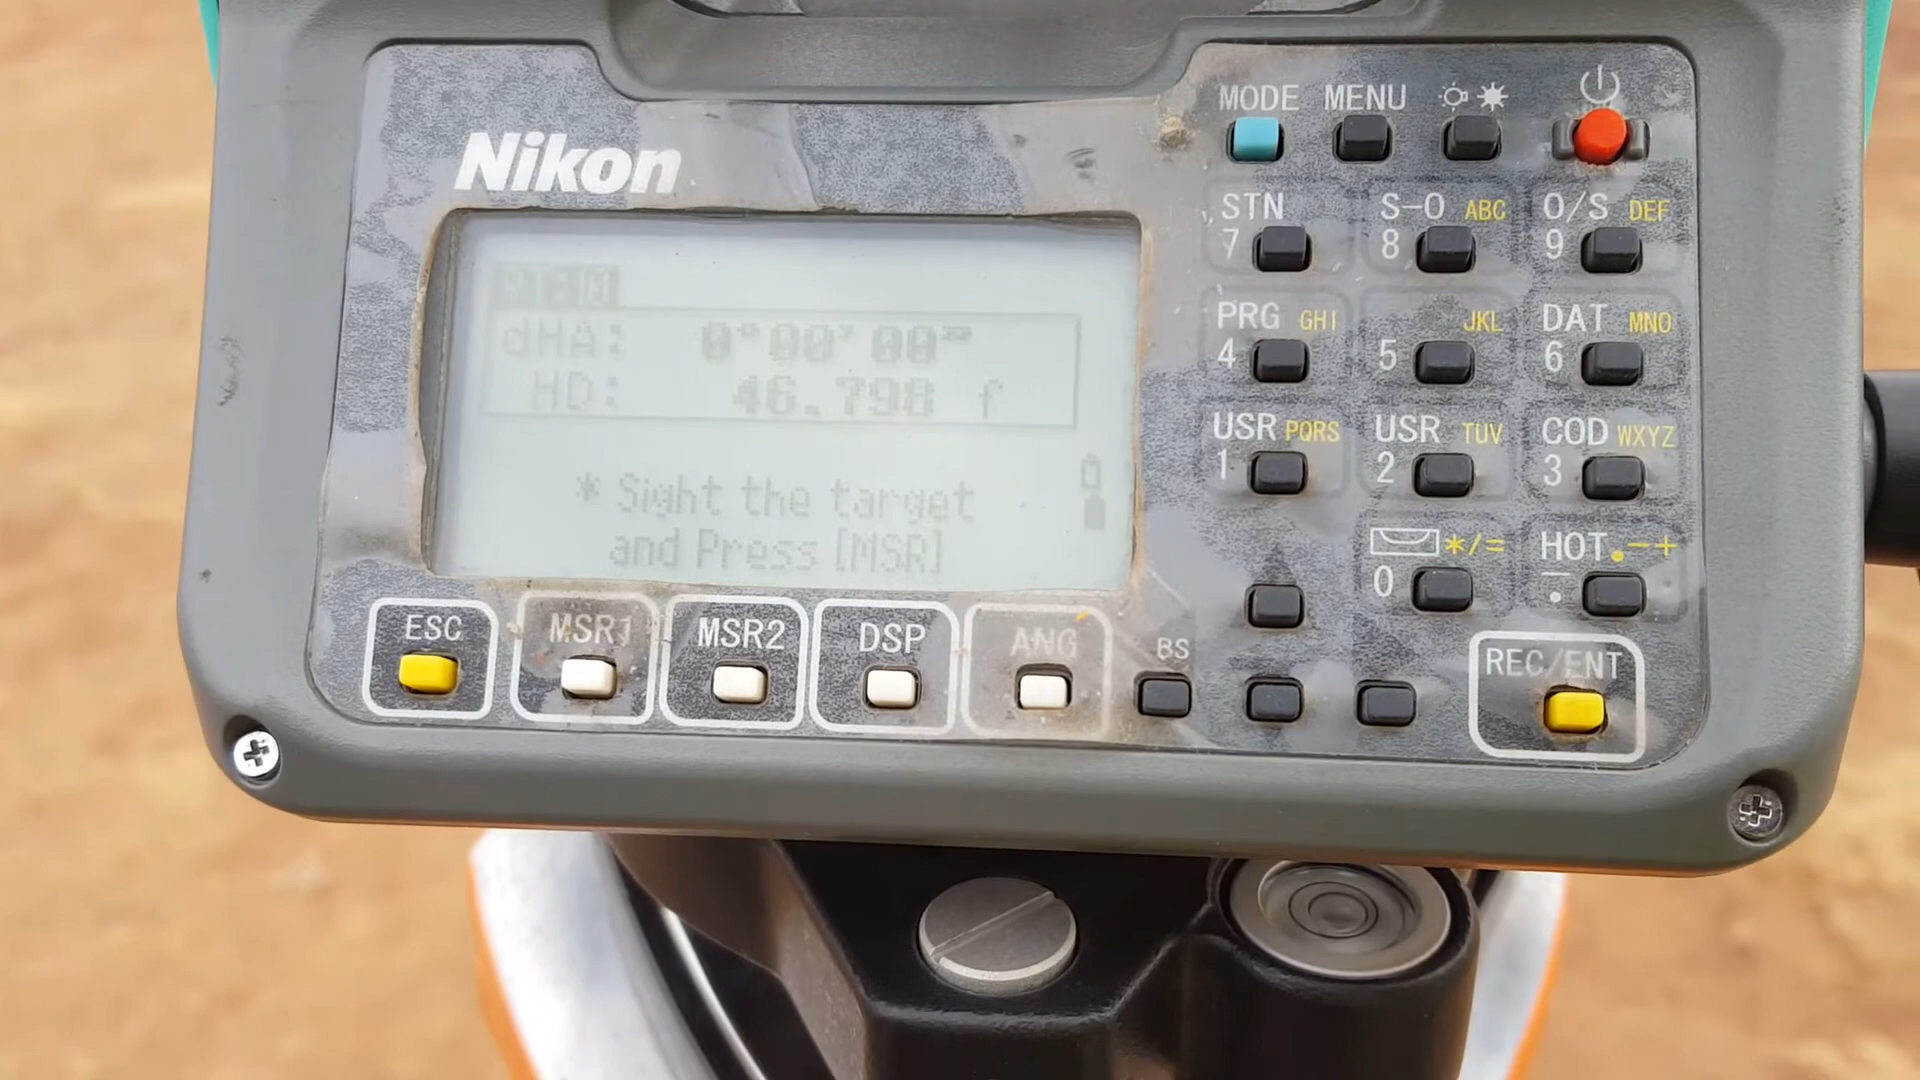 Nikon
dHA: 0°00'00"
HD: 46.798 f
* Sight the target
and Press [MSR]
MODE MENU
STN S-O ABC O/S DEF
7 8 9
PRG GHI JKL DAT MNO
4 5 6
USR PQRS USR TUV COD WXYZ
1 2 3
*/= HOT .-+
0 .
ESC MSR1 MSR2 DSP ANG BS REC/ENT